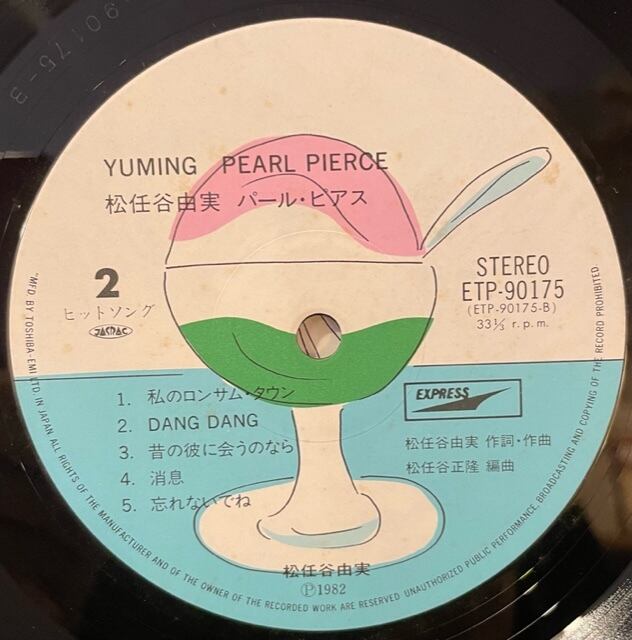 90175-3
YUMING PEARL PIERCE
松任谷由実 パール・ピアス
2
ヒットソング
JASRAC
STEREO
ETP-90175
(ETP-90175-B)
33⅓ r.p.m.
1. 私のロンサム・タウン
2. DANG DANG
3. 昔の彼に会うのなら
4. 消息
5. 忘れないでね
EXPRESS
松任谷由実 作詞・作曲
松任谷正隆 編曲
松任谷由実
Ⓟ1982
"MFD. BY TOSHIBA-EMI LTD. IN JAPAN ALL RIGHTS OF THE MANUFACTURER AND OF THE OWNER OF THE RECORDED WORK ARE RESERVED. UNAUTHORIZED PUBLIC PERFORMANCE, BROADCASTING AND COPYING OF THE RECORD PROHIBITED